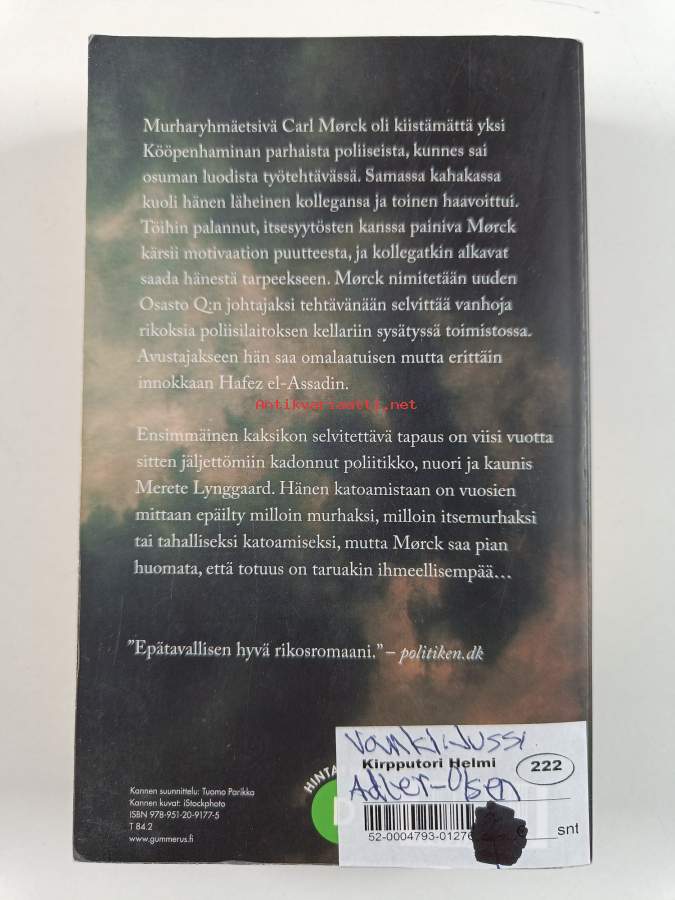 Murharyhmäetsivä Carl Mørck oli kiistämättä yksi
Kööpenhaminan parhaista poliiseista, kunnes sai
osuman luodista työtehtävässä. Samassa kahakassa
kuoli hänen läheinen kollegansa ja toinen haavoittui.
Töihin palannut, itsesyytösten kanssa painiva Mørck
kärsii motivaation puutteesta, ja kollegatkin alkavat
saada hänestä tarpeekseen. Mørck nimitetään uuden
Osasto Q:n johtajaksi tehtävänään selvittää vanhoja
rikoksia poliisilaitoksen kellariin sysätyssä toimistossa.
Avustajakseen hän saa omalaatuisen mutta erittäin
innokkaan Hafez el-Assadin.
Antikvariaatti.net
Ensimmäinen kaksikon selvitettävä tapaus on viisi vuotta
sitten jäljettömiin kadonnut poliitikko, nuori ja kaunis
Merete Lynggaard. Hänen katoamistaan on vuosien
mittaan epäilty milloin murhaksi, milloin itsemurhaksi
tai tahalliseksi katoamiseksi, mutta Mørck saa pian
huomata, että totuus on taruakin ihmeellisempää…
”Epätavallisen hyvä rikosromaani.” – politiken.dk
Vanki Jussi
Kirpputori Helmi 222
Adler-Olsen
HINTA
52-0004793-0127
snt
Kannen suunnittelu: Tuomo Parikka
Kannen kuvat: iStockphoto
ISBN 978-951-20-9177-5
T 84.2
www.gummerus.fi